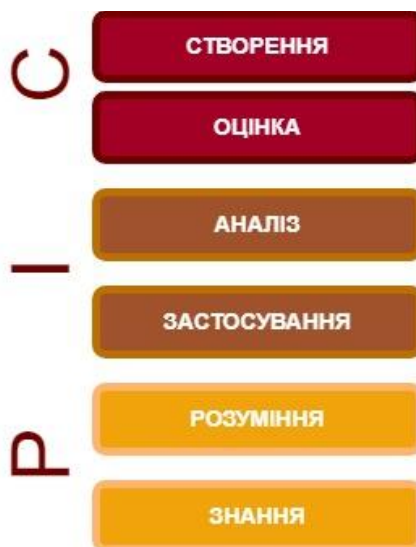 С
СТВОРЕННЯ
ОЦІНКА
І
АНАЛІЗ
ЗАСТОСУВАННЯ
Р
РОЗУМІННЯ
ЗНАННЯ